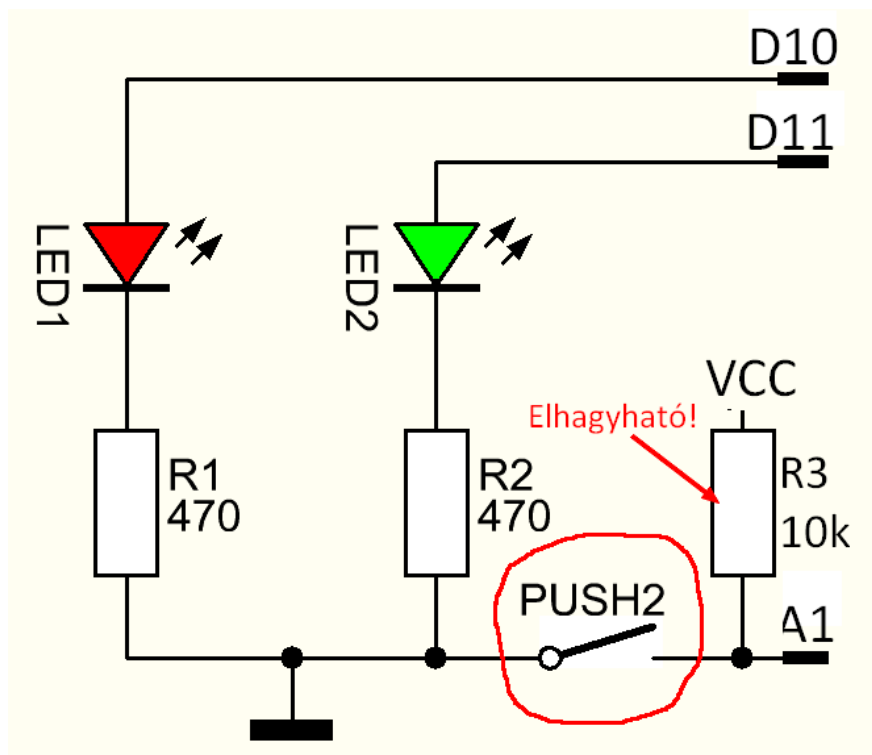 D10
D11
LED1
LED2
VCC
Elhagyható!
R1
470
R2
470
R3
10k
PUSH2
A1